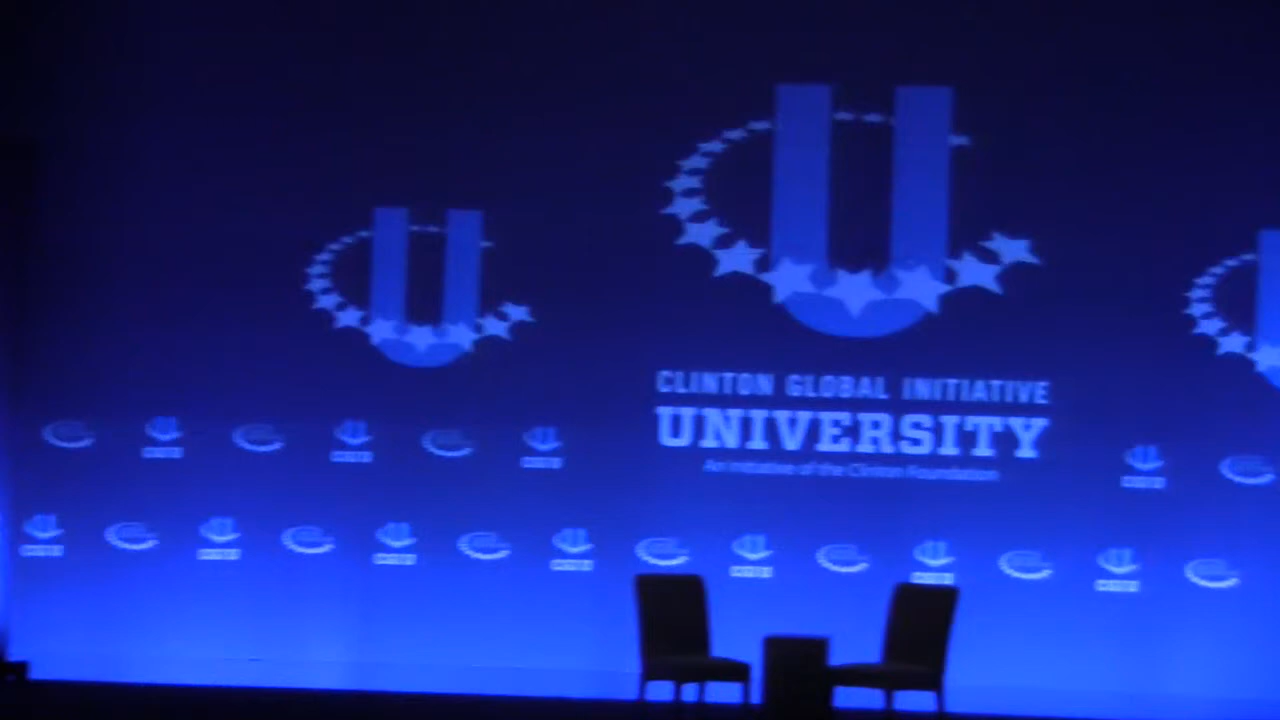 CLINTON GLOBAL INITIATIVE
UNIVERSITY
An Initiative of the Clinton Foundation